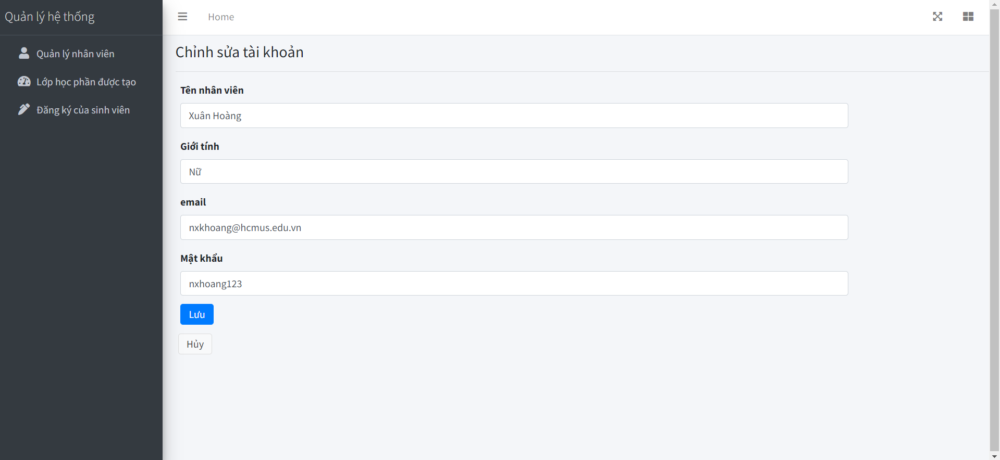 Quản lý hệ thống
Home
Quản lý nhân viên
Lớp học phần được tạo
Đăng ký của sinh viên
Chỉnh sửa tài khoản
Tên nhân viên
Xuân Hoàng
Giới tính
Nữ
email
nxkhoang@hcmus.edu.vn
Mật khẩu
nxhoang123
Lưu
Hủy